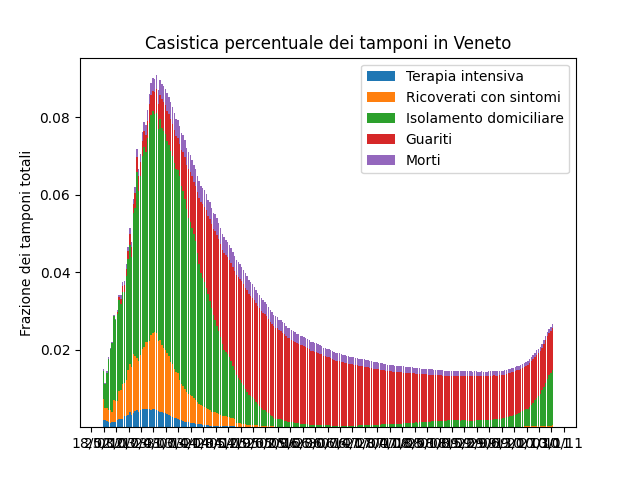 Casistica percentuale dei tamponi in Veneto
Terapia intensiva
Ricoverati con sintomi
Isolamento domiciliare
Guariti
Morti
Frazione dei tamponi totali
0.08
0.06
0.04
0.02